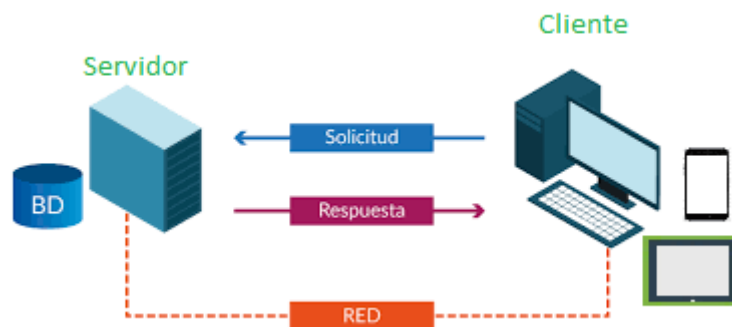 Cliente
Servidor
Solicitud
BD
Respuesta
RED